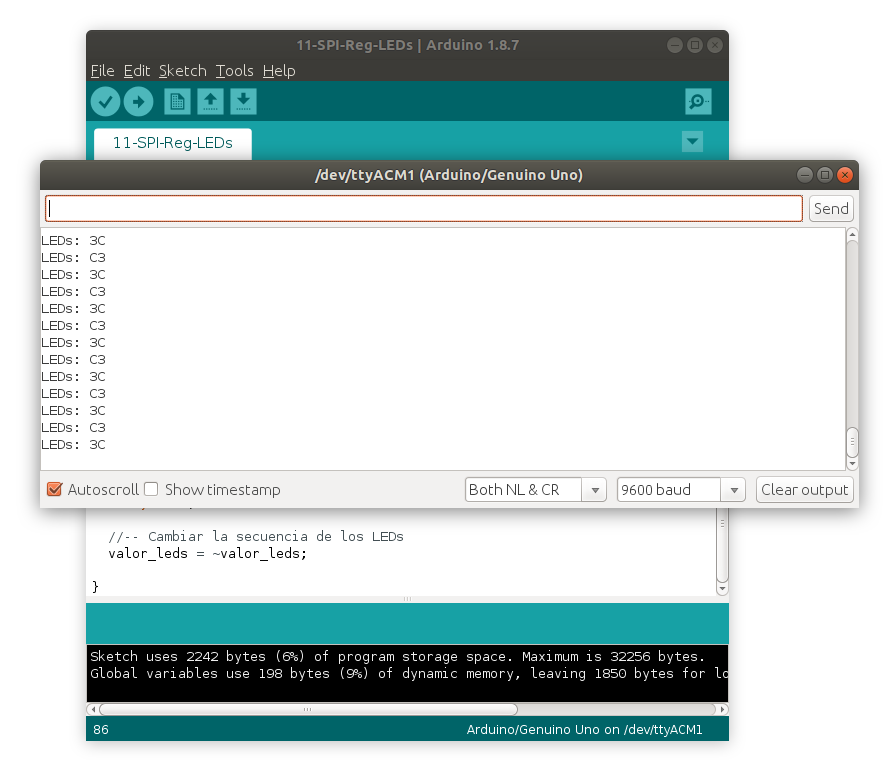 11-SPI-Reg-LEDs | Arduino 1.8.7
File Edit Sketch Tools Help
11-SPI-Reg-LEDs
/dev/ttyACM1 (Arduino/Genuino Uno)
Send
LEDs: 3C
LEDs: C3
LEDs: 3C
LEDs: C3
LEDs: 3C
LEDs: C3
LEDs: 3C
LEDs: C3
LEDs: 3C
LEDs: C3
LEDs: 3C
LEDs: C3
LEDs: 3C
Autoscroll Show timestamp Both NL & CR 9600 baud Clear output
//-- Cambiar la secuencia de los LEDs
valor_leds = ~valor_leds;
}
Sketch uses 2242 bytes (6%) of program storage space. Maximum is 32256 bytes.
Global variables use 198 bytes (9%) of dynamic memory, leaving 1850 bytes for lo
86 Arduino/Genuino Uno on /dev/ttyACM1